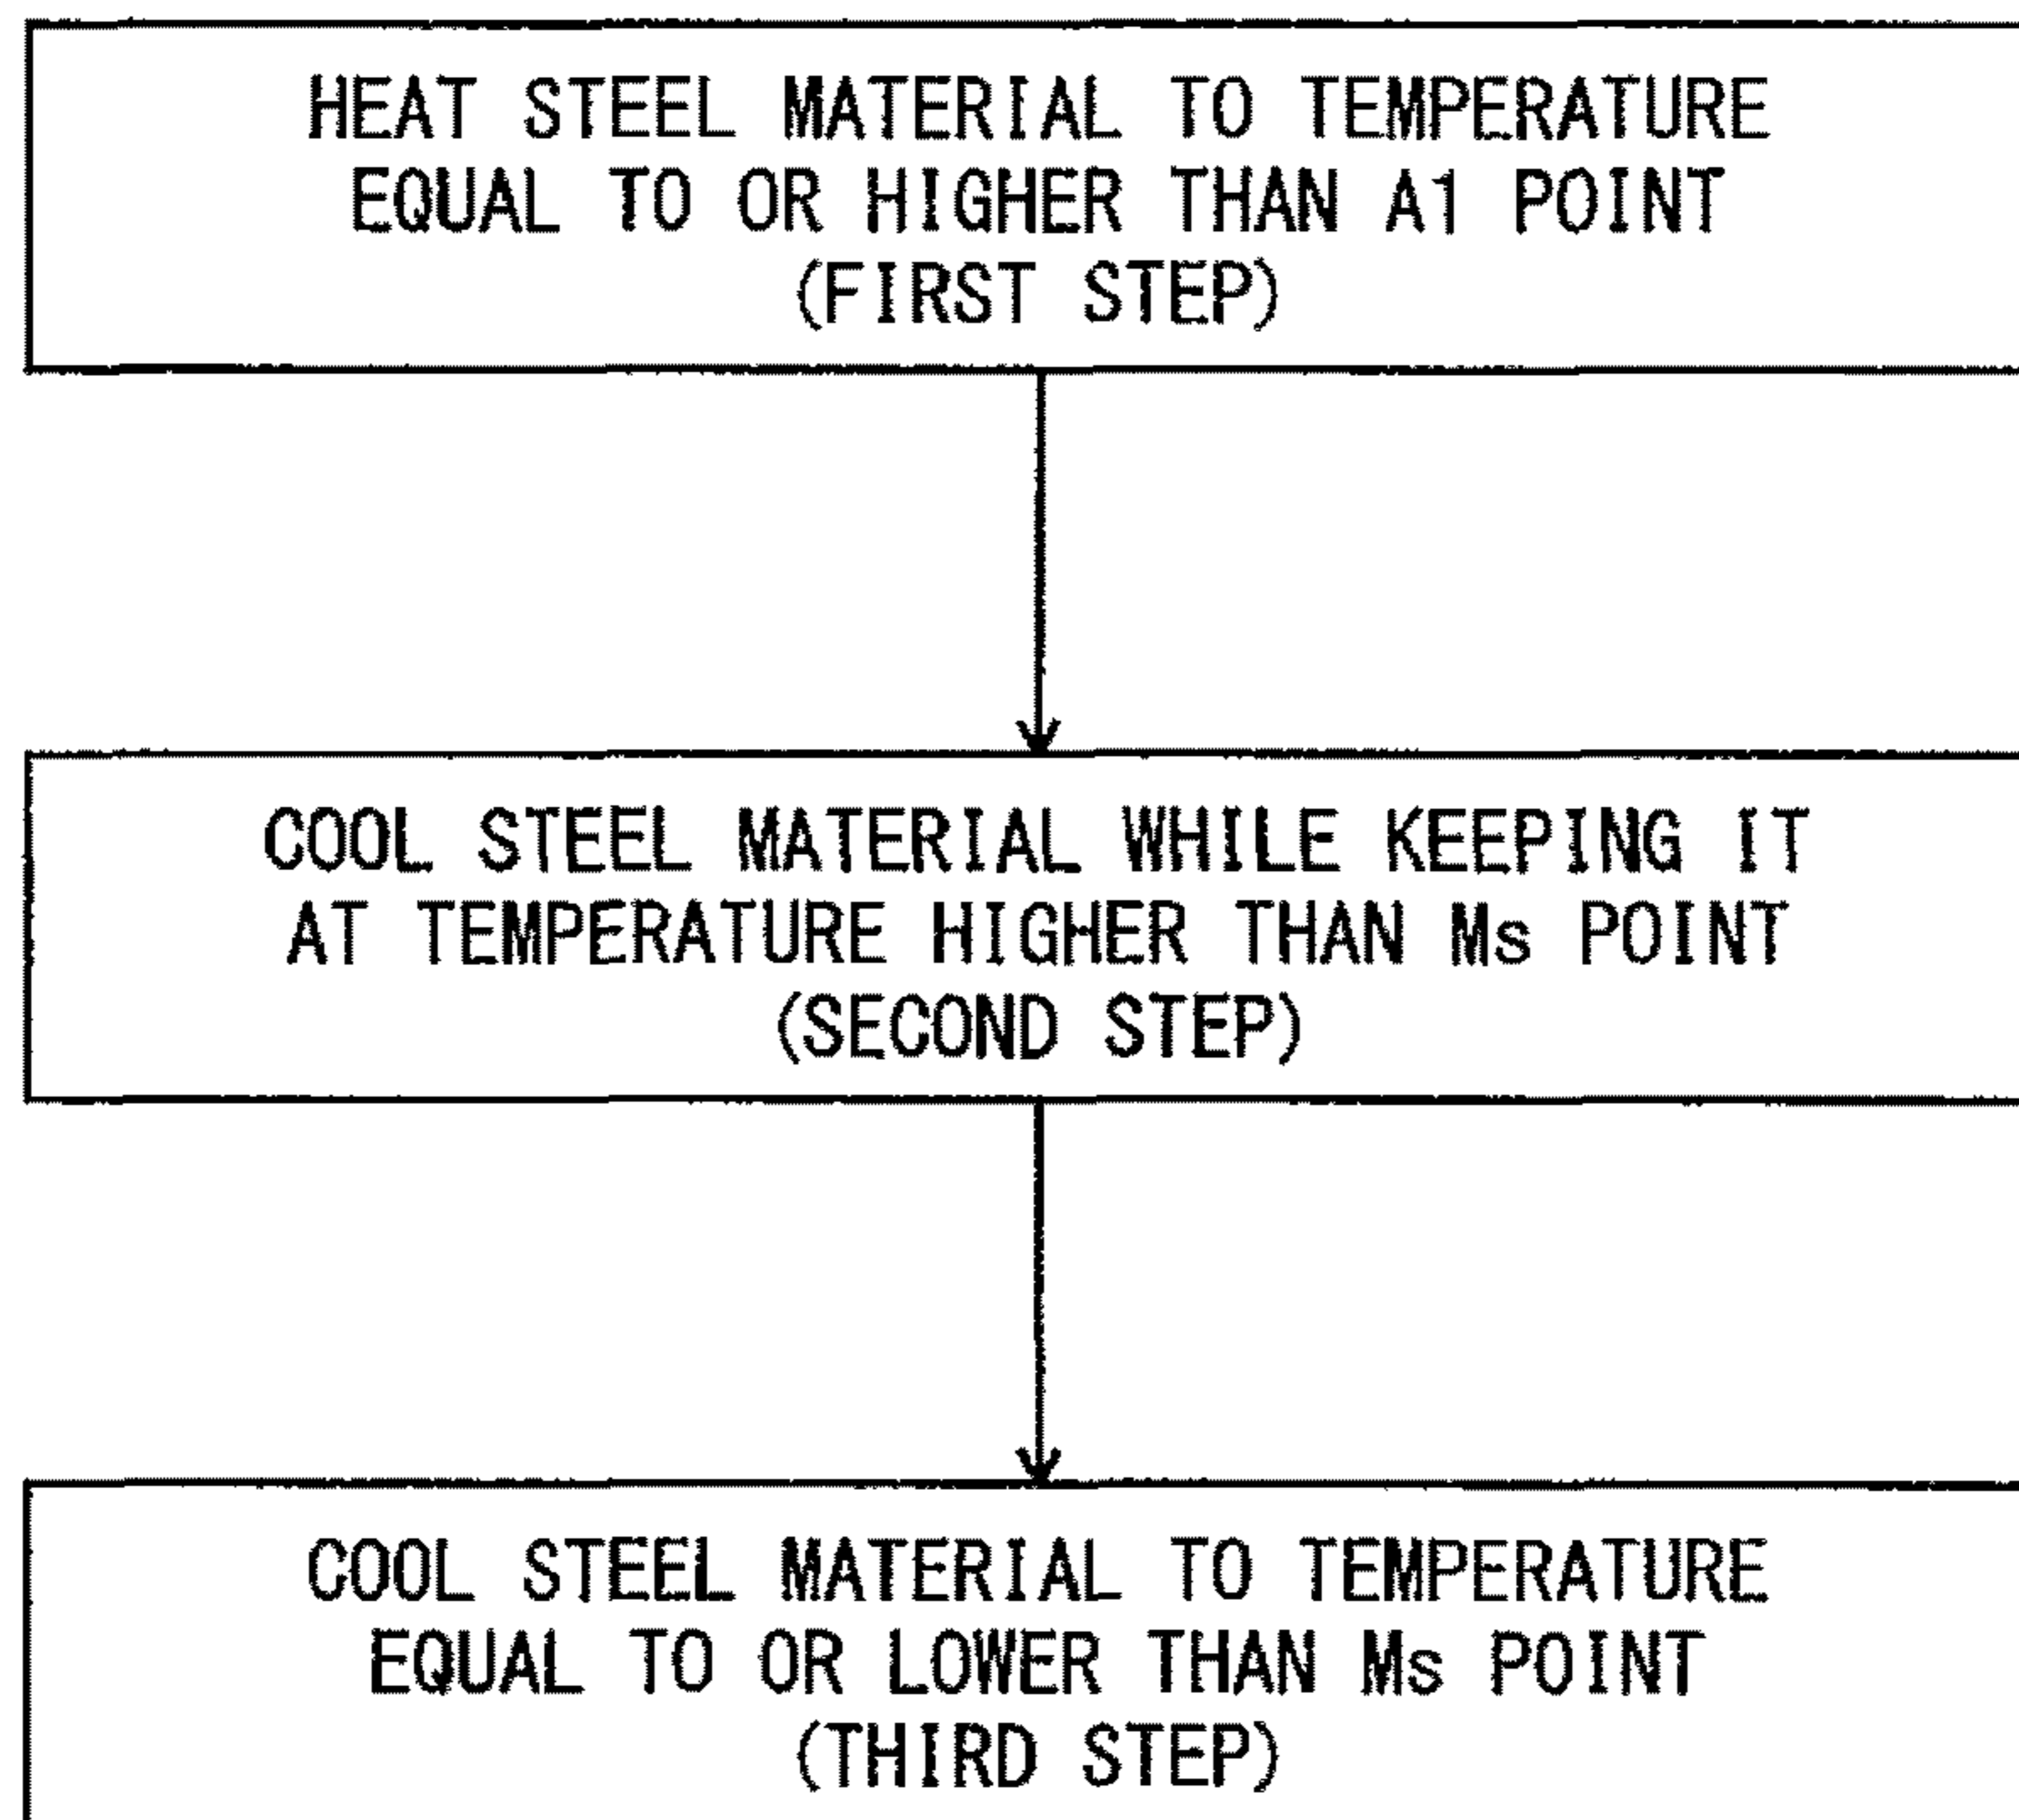 HEAT STEEL MATERIAL TO TEMPERATURE
EQUAL TO OR HIGHER THAN A1 POINT
(FIRST STEP)
COOL STEEL MATERIAL WHILE KEEPING IT
AT TEMPERATURE HIGHER THAN Ms POINT
(SECOND STEP)
COOL STEEL MATERIAL TO TEMPERATURE
EQUAL TO OR LOWER THAN Ms POINT
(THIRD STEP)